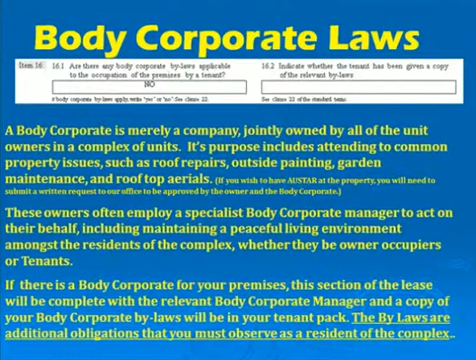 Body Corporate Laws
Item 16 16.1 Are there any body corporate by-laws applicable
to the occupation of the premises by a tenant?
NO
If body corporate by-laws apply, write "yes" or "no". See clause 22.
16.2 Indicate whether the tenant has been given a copy
of the relevant by-laws
See clause 22 of the standard terms.
A Body Corporate is merely a company, jointly owned by all of the unit
owners in a complex of units. It's purpose includes attending to common
property issues, such as roof repairs, outside painting, garden
maintenance, and roof top aerials. (If you wish to have AUSTAR at the property, you will need to
submit a written request to our office to be approved by the owner and the Body Corporate.)
These owners often employ a specialist Body Corporate manager to act on
their behalf, including maintaining a peaceful living environment
amongst the residents of the complex, whether they be owner occupiers
or Tenants.
If there is a Body Corporate for your premises, this section of the lease
will be complete with the relevant Body Corporate Manager and a copy of
your Body Corporate by-laws will be in your tenant pack. The By Laws are
additional obligations that you must observe as a resident of the complex..